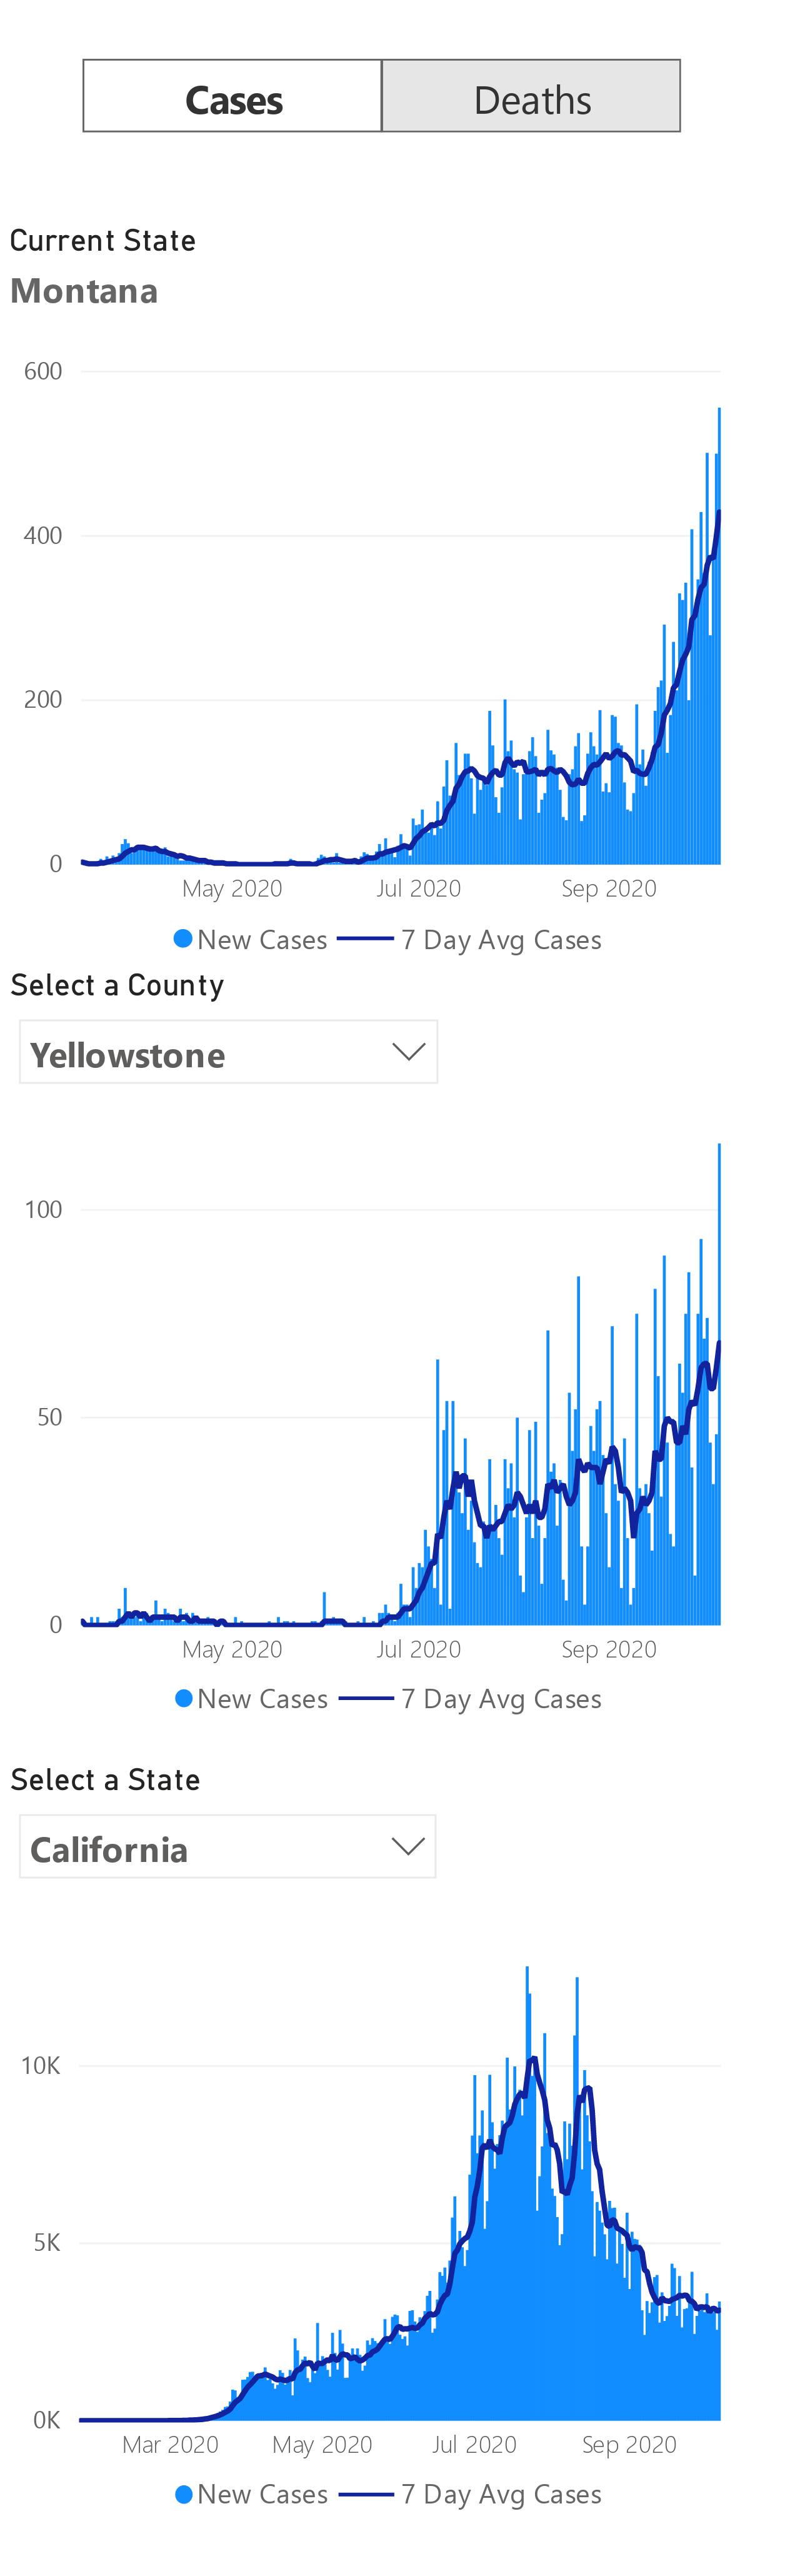 Cases Deaths
Current State
Montana
600
400
200
0
May 2020 Jul 2020 Sep 2020
New Cases 7 Day Avg Cases
Select a County
Yellowstone
100
50
0
May 2020 Jul 2020 Sep 2020
New Cases 7 Day Avg Cases
Select a State
California
10K
5K
0K
Mar 2020 May 2020 Jul 2020 Sep 2020
New Cases 7 Day Avg Cases